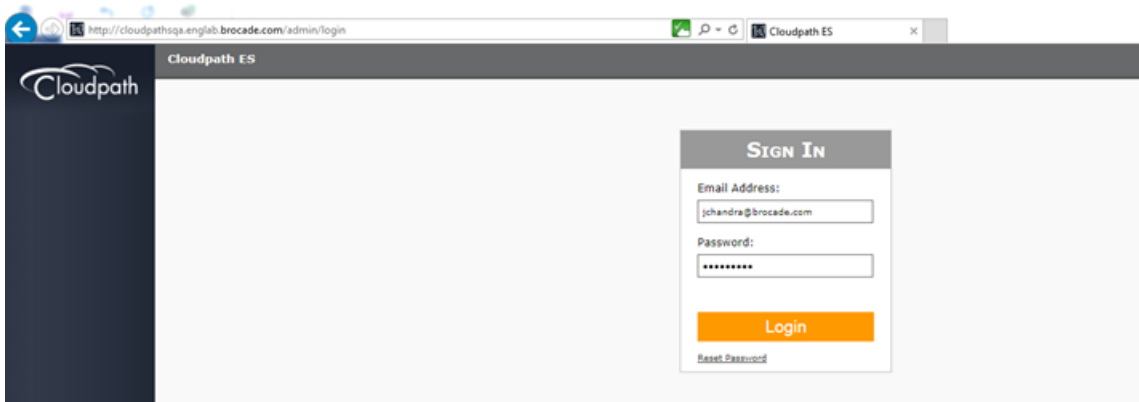 http://cloudpathsqa.englab.brocade.com/admin/login
Cloudpath ES
Cloudpath ES
Cloudpath
Sign In
Email Address:
jchandra@brocade.com
Password:
•••••••••
Login
Reset Password